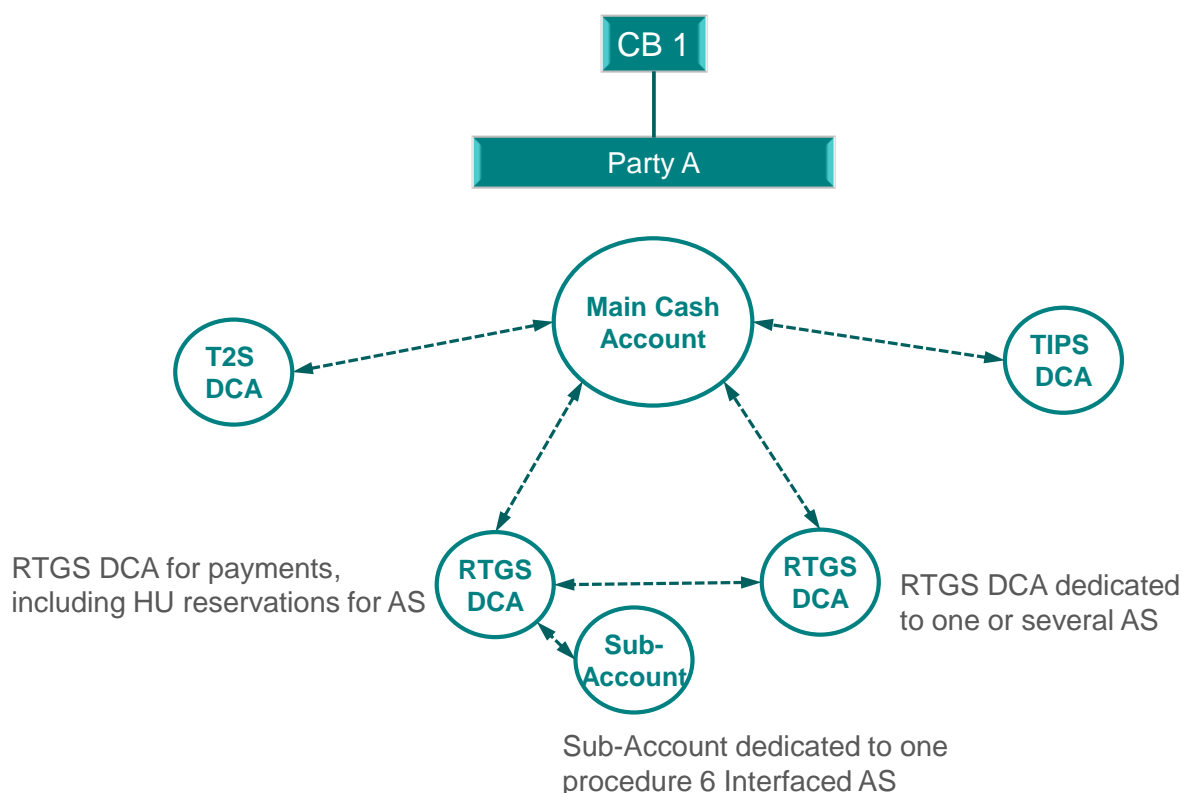 CB 1
Party A
Main Cash
Account
T2S
DCA
TIPS
DCA
RTGS DCA for payments,
including HU reservations for AS
RTGS
DCA
RTGS
DCA
RTGS DCA dedicated
to one or several AS
Sub-
Account
Sub-Account dedicated to one
procedure 6 Interfaced AS